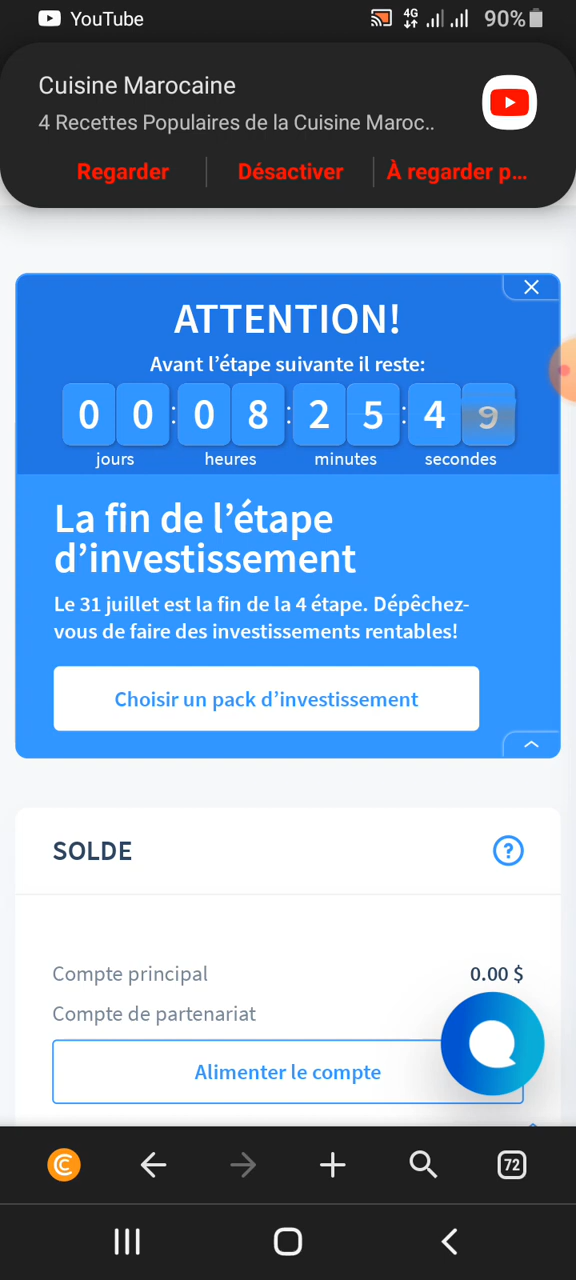 YouTube 4G 90%
Cuisine Marocaine
4 Recettes Populaires de la Cuisine Maroc..
Regarder Désactiver À regarder p...
ATTENTION!
Avant l’étape suivante il reste:
0 0 : 0 8 : 2 5 : 4 9
jours heures minutes secondes
La fin de l’étape
d’investissement
Le 31 juillet est la fin de la 4 étape. Dépêchez-
vous de faire des investissements rentables!
Choisir un pack d’investissement
SOLDE ?
Compte principal 0.00 $
Compte de partenariat
Alimenter le compte
72